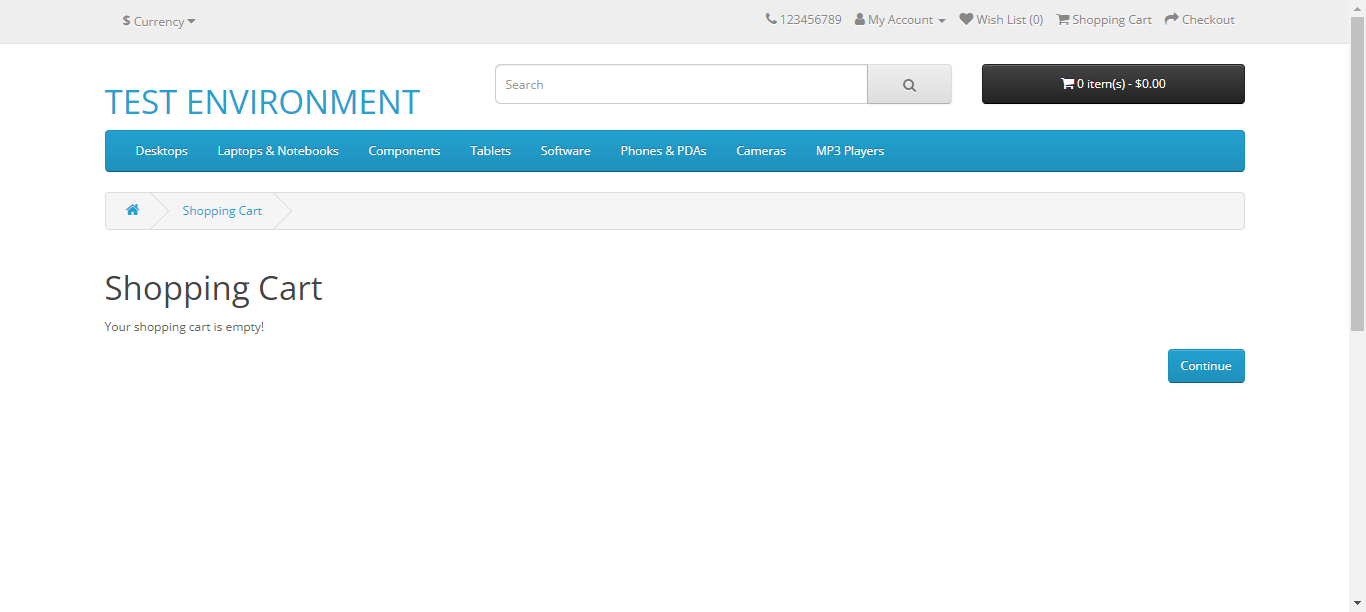 $ Currency
123456789 My Account Wish List (0) Shopping Cart Checkout
TEST ENVIRONMENT
Search
0 item(s) - $0.00
Desktops Laptops & Notebooks Components Tablets Software Phones & PDAs Cameras MP3 Players
Shopping Cart
Shopping Cart
Your shopping cart is empty!
Continue